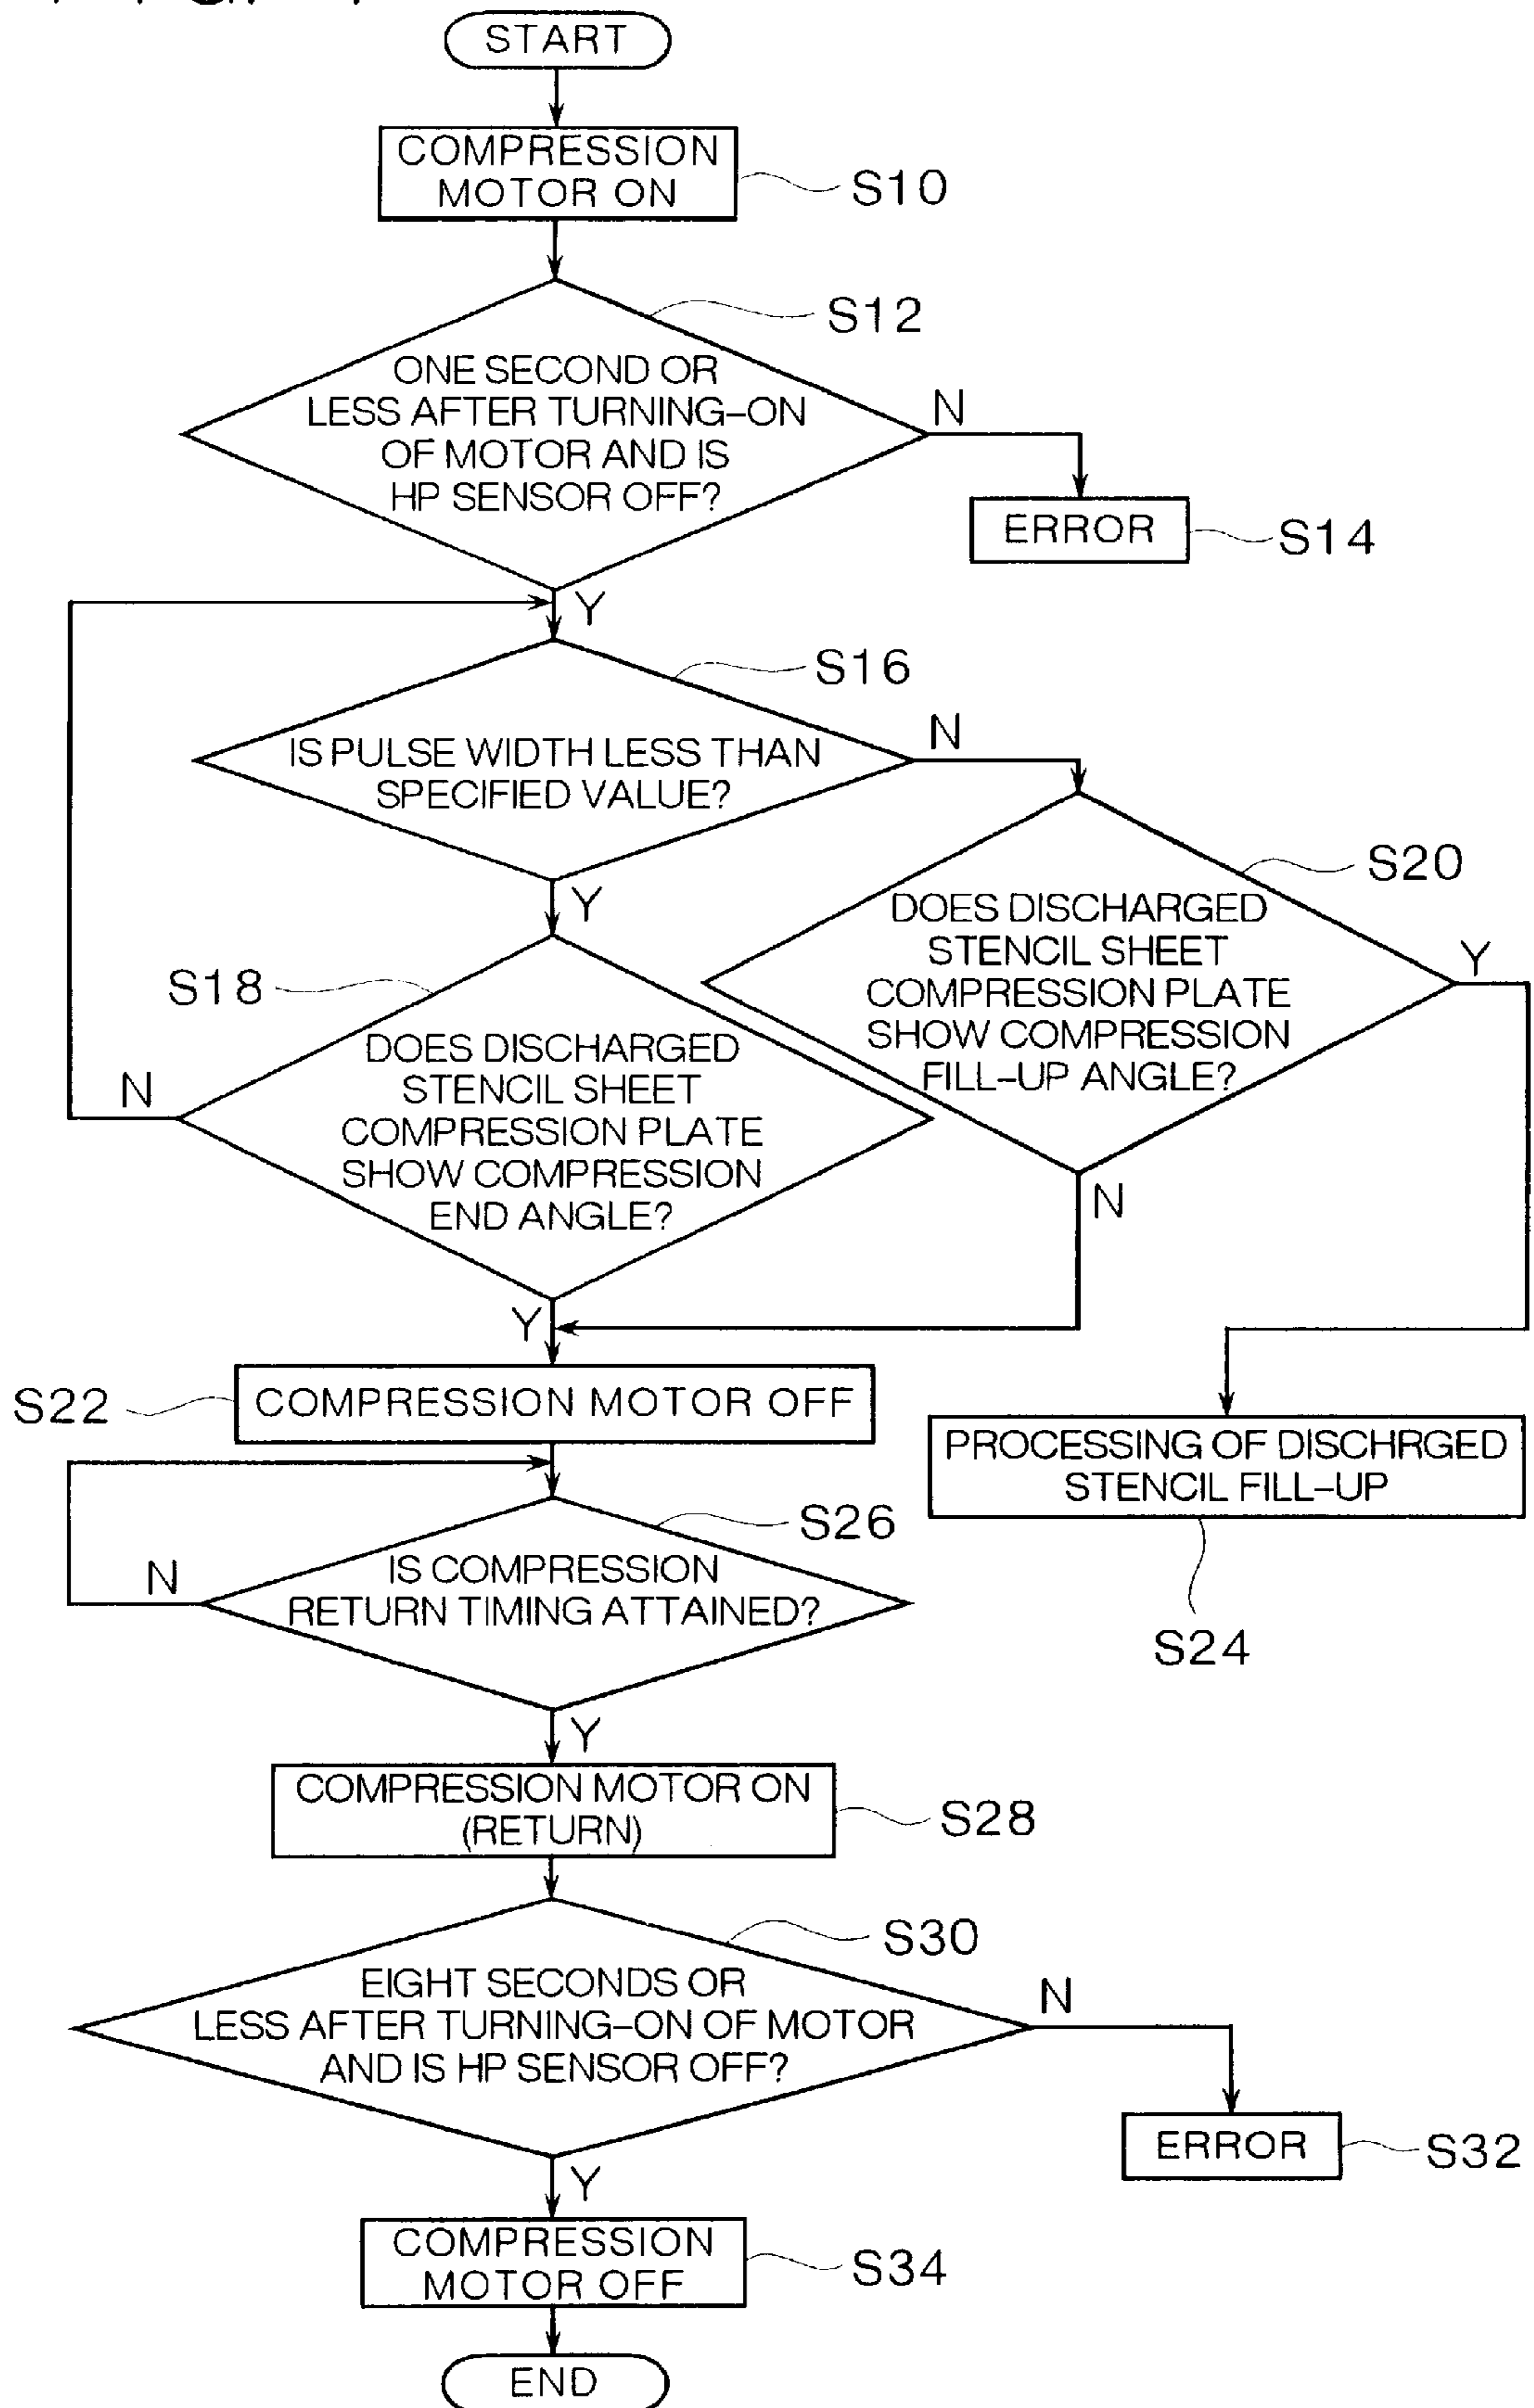 START
COMPRESSION
MOTOR ON
S10
S12
ONE SECOND OR
LESS AFTER TURNING-ON
OF MOTOR AND IS
HP SENSOR OFF?
N
ERROR
S14
Y
S16
IS PULSE WIDTH LESS THAN
SPECIFIED VALUE?
N
Y
S20
DOES DISCHARGED
STENCIL SHEET
COMPRESSION PLATE
SHOW COMPRESSION
FILL-UP ANGLE?
Y
N
S18
DOES DISCHARGED
STENCIL SHEET
COMPRESSION PLATE
SHOW COMPRESSION
END ANGLE?
N
Y
S22
COMPRESSION MOTOR OFF
PROCESSING OF DISCHRGED
STENCIL FILL-UP
S24
S26
IS COMPRESSION
RETURN TIMING ATTAINED?
N
Y
COMPRESSION MOTOR ON
(RETURN)
S28
S30
EIGHT SECONDS OR
LESS AFTER TURNING-ON OF MOTOR
AND IS HP SENSOR OFF?
N
ERROR
S32
Y
COMPRESSION
MOTOR OFF
S34
END